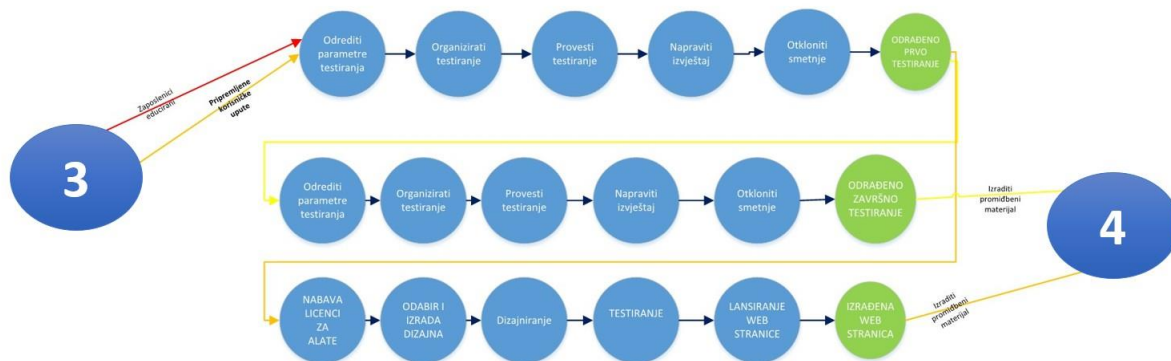 3
Zaposlenici
educirani
Pripremljene
korisničke
upute
Odrediti
parametre
testiranja
Organizirati
testiranje
Provesti
testiranje
Napraviti
izvještaj
Otkloniti
smetnje
ODRAĐENO
PRVO
TESTIRANJE
Odrediti
parametre
testiranja
Organizirati
testiranje
Provesti
testiranje
Napraviti
izvještaj
Otkloniti
smetnje
ODRAĐENO
ZAVRŠNO
TESTIRANJE
Izraditi
promidbeni
materijal
4
NABAVA
LICENCI
ZA
ALATE
ODABIR I
IZRADA
DIZAJNA
Dizajniranje
TESTIRANJE
LANSIRANJE
WEB
STRANICE
IZRAĐENA
WEB
STRANICA
Izraditi
promidbeni
materijal